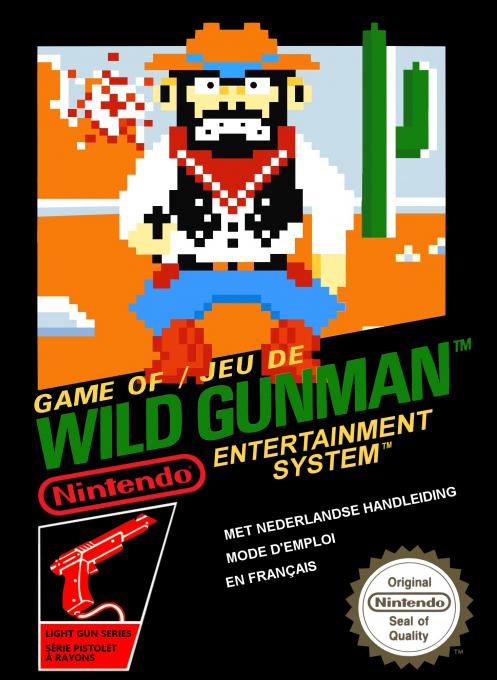 GAME OF / JEU DE
WILD GUNMAN™
Nintendo®
ENTERTAINMENT
SYSTEM™
MET NEDERLANDSE HANDLEIDING
MODE D'EMPLOI
EN FRANÇAIS
LIGHT GUN SERIES
SÉRIE PISTOLET
À RAYONS
Original
Nintendo
Seal of
Quality
TM